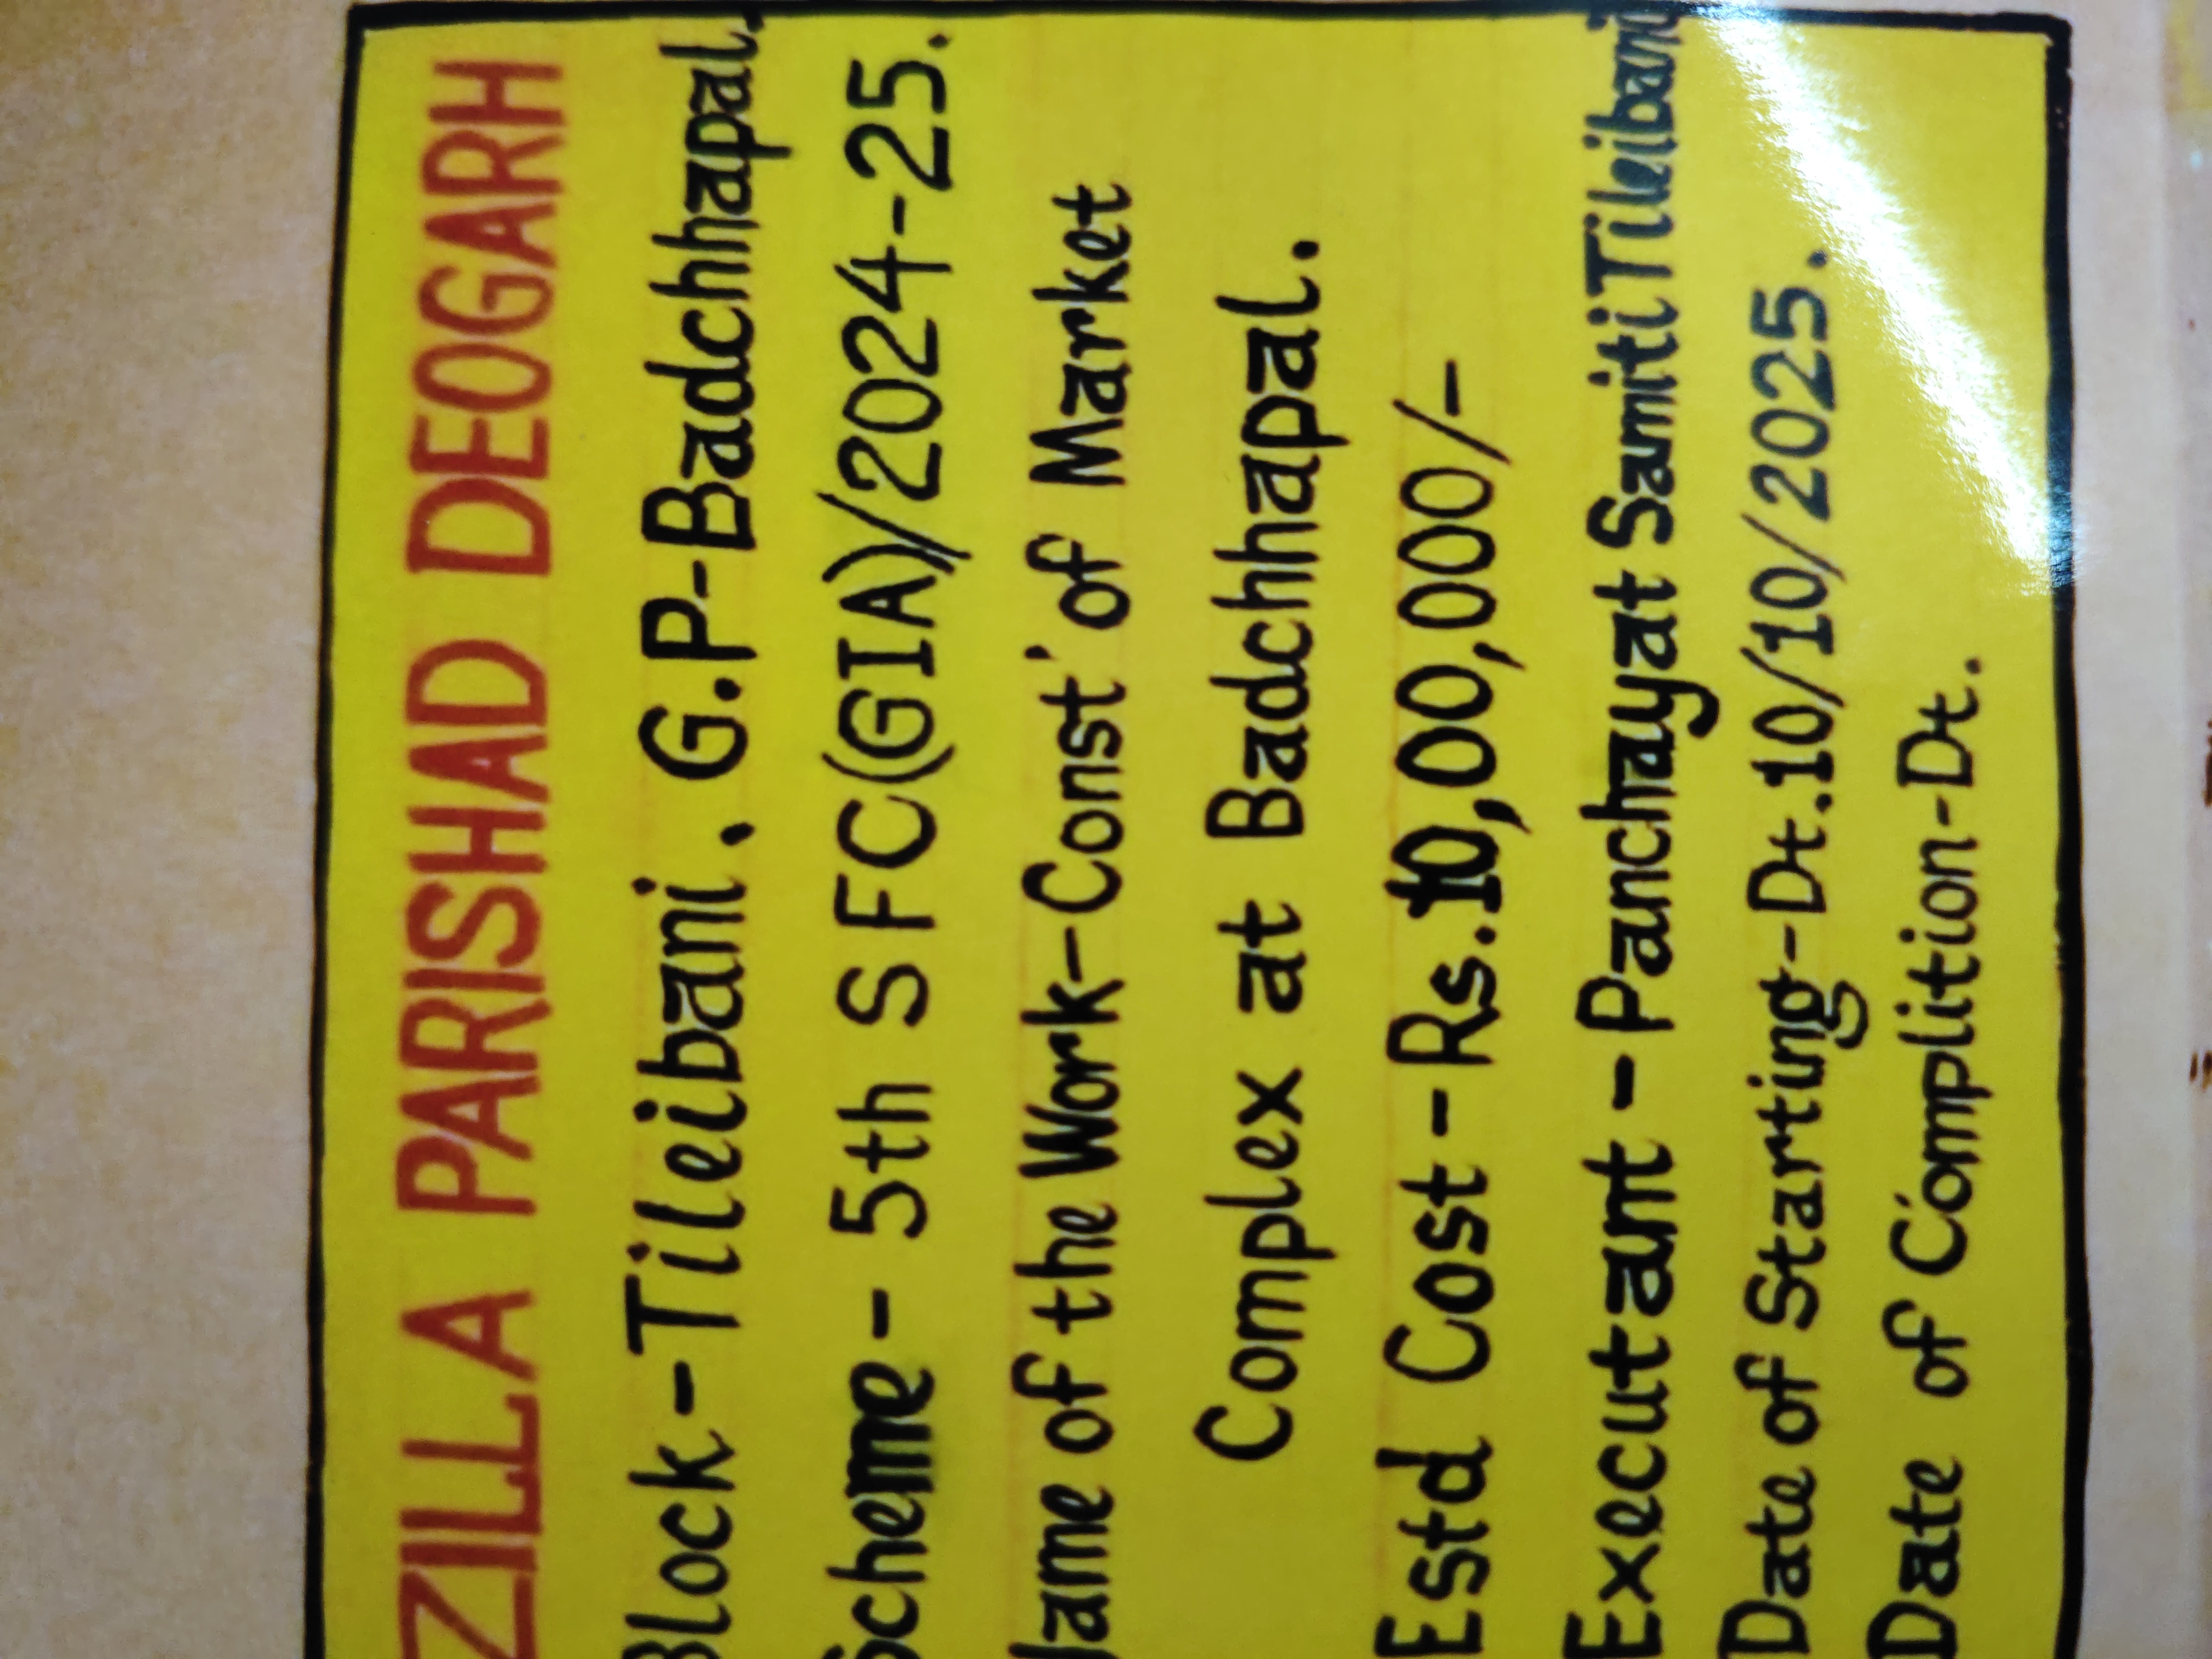 ZILLA PARISHAD DEOGARH
Block-Tileibani. G.P-Badchhapal.
Scheme- 5th SFC(GIA)/2024-25.
Name of the Work-Const' of Market
Complex at Badchhapal.
Estd Cost-Rs.10,00,000/-
Executant-Panchayat Samiti Tileibani
Date of Starting-Dt.10/10/2025.
Date of Complition-Dt.